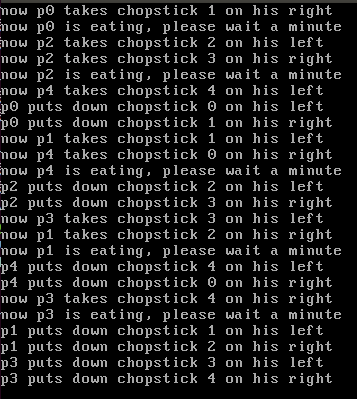 now p0 takes chopstick 1 on his right
now p0 is eating, please wait a minute
now p2 takes chopstick 2 on his left
now p2 takes chopstick 3 on his right
now p2 is eating, please wait a minute
now p4 takes chopstick 4 on his left
p0 puts down chopstick 0 on his left
p0 puts down chopstick 1 on his right
now p1 takes chopstick 1 on his left
now p4 takes chopstick 0 on his right
now p4 is eating, please wait a minute
p2 puts down chopstick 2 on his left
p2 puts down chopstick 3 on his right
now p3 takes chopstick 3 on his left
now p1 takes chopstick 2 on his right
now p1 is eating, please wait a minute
p4 puts down chopstick 4 on his left
p4 puts down chopstick 0 on his right
now p3 takes chopstick 4 on his right
now p3 is eating, please wait a minute
p1 puts down chopstick 1 on his left
p1 puts down chopstick 2 on his right
p3 puts down chopstick 3 on his left
p3 puts down chopstick 4 on his right